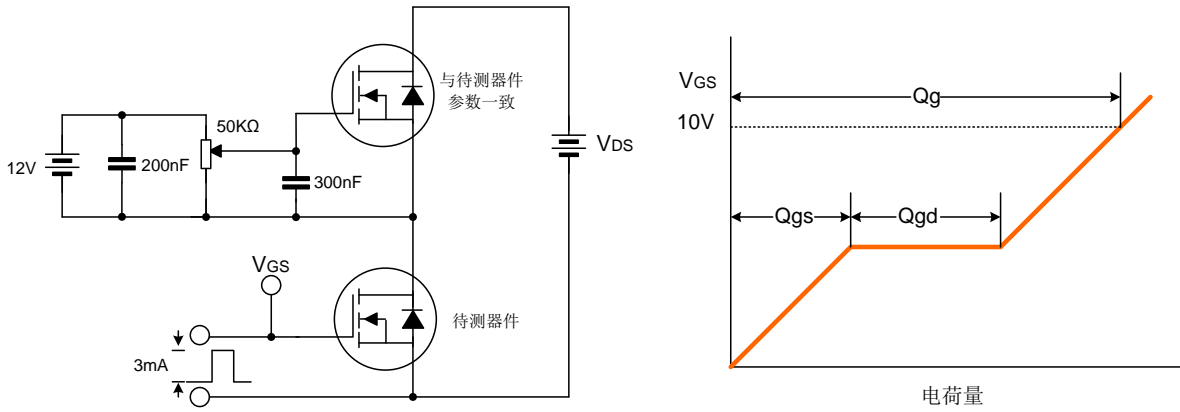 与待测器件
参数一致
50KΩ
12V
200nF
300nF
VDS
VGS
待测器件
3mA
VGS
Qg
10V
Qgs
Qgd
电荷量